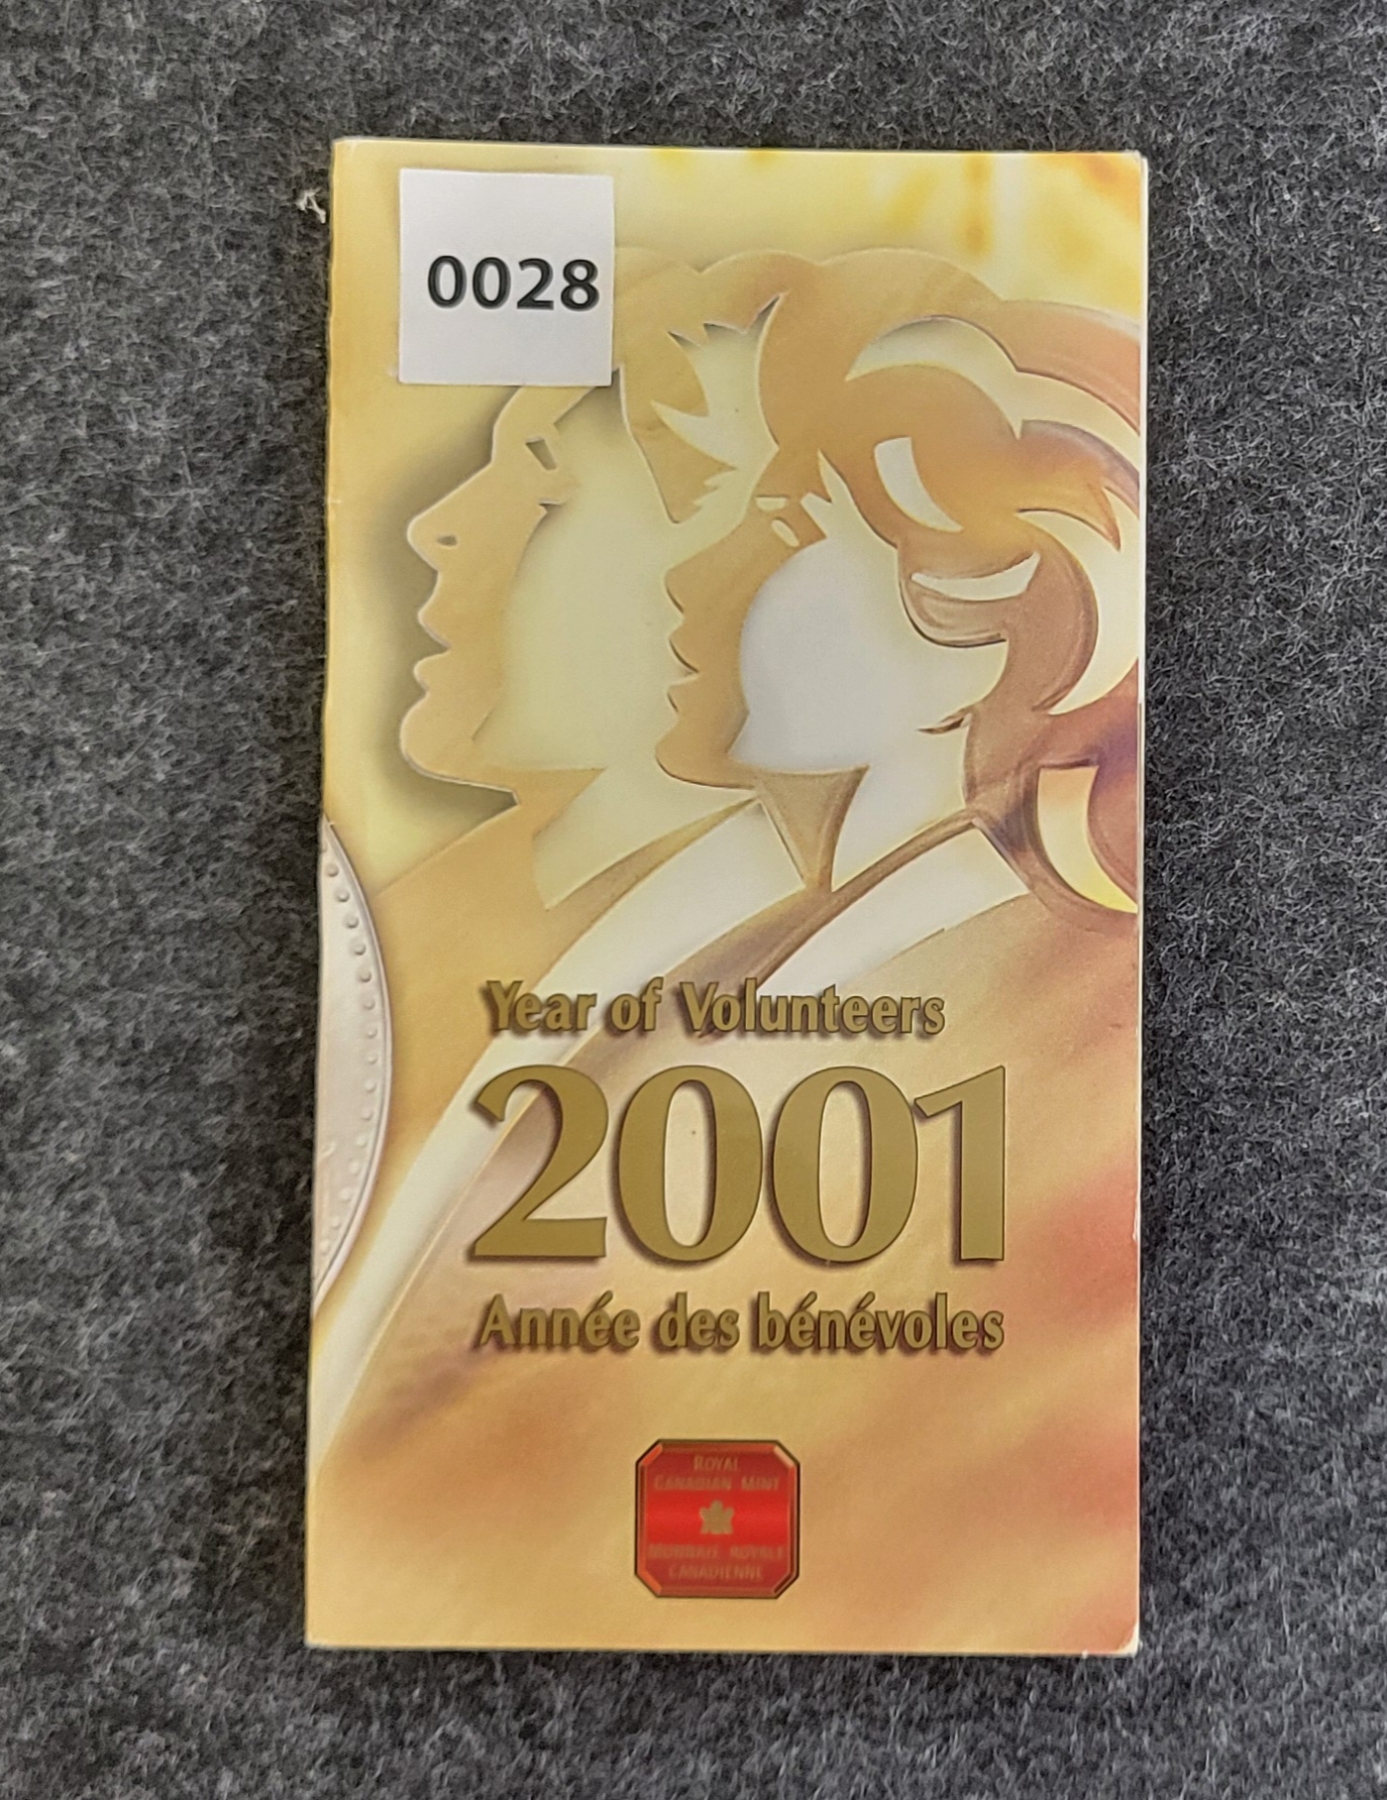 0028
Year of Volunteers
2001
Année des bénévoles
ROYAL
CANADIAN MINT
MONNAIE ROYALE
CANADIENNE